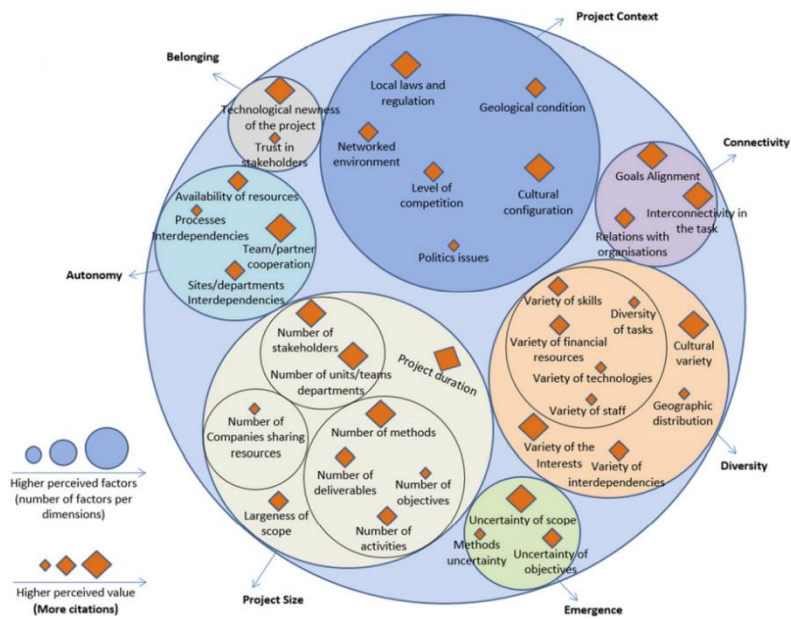 Project Context
Belonging
Local laws and
regulation
Geological condition
Technological newness
of the project
Networked
environment
Trust in
stakeholders
Connectivity
Level of
competition
Cultural
configuration
Goals Alignment
Interconnectivity in
the task
Relations with
organisations
Availability of resources
Processes
Interdependencies
Team/partner
cooperation
Politics issues
Autonomy
Sites/departments
Interdependencies
Variety of skills
Diversity
of tasks
Number of
stakeholders
Variety of financial
resources
Cultural
variety
Project duration
Number of units/teams
departments
Variety of technologies
Variety of staff
Geographic
distribution
Number of
Companies sharing
resources
Number of methods
Variety of the
Interests
Variety of
interdependencies
Diversity
Number of
deliverables
Number of
objectives
Higher perceived factors
(number of factors per
dimensions)
Largeness of
scope
Number of
activities
Uncertainty of scope
Methods
uncertainty
Uncertainty of
objectives
Higher perceived value
(More citations)
Project Size
Emergence